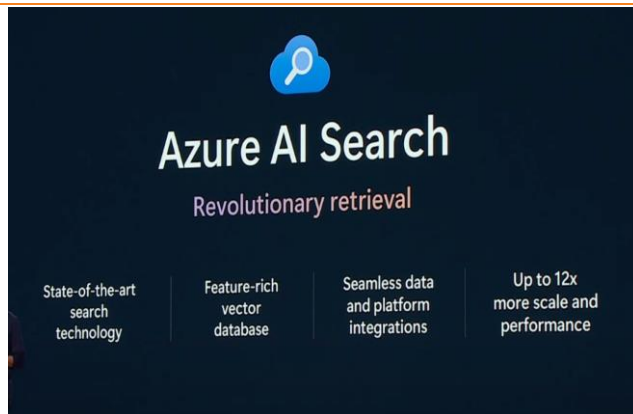 Azure AI Search
Revolutionary retrieval
State-of-the-art
search
technology
Feature-rich
vector
database
Seamless data
and platform
integrations
Up to 12x
more scale and
performance